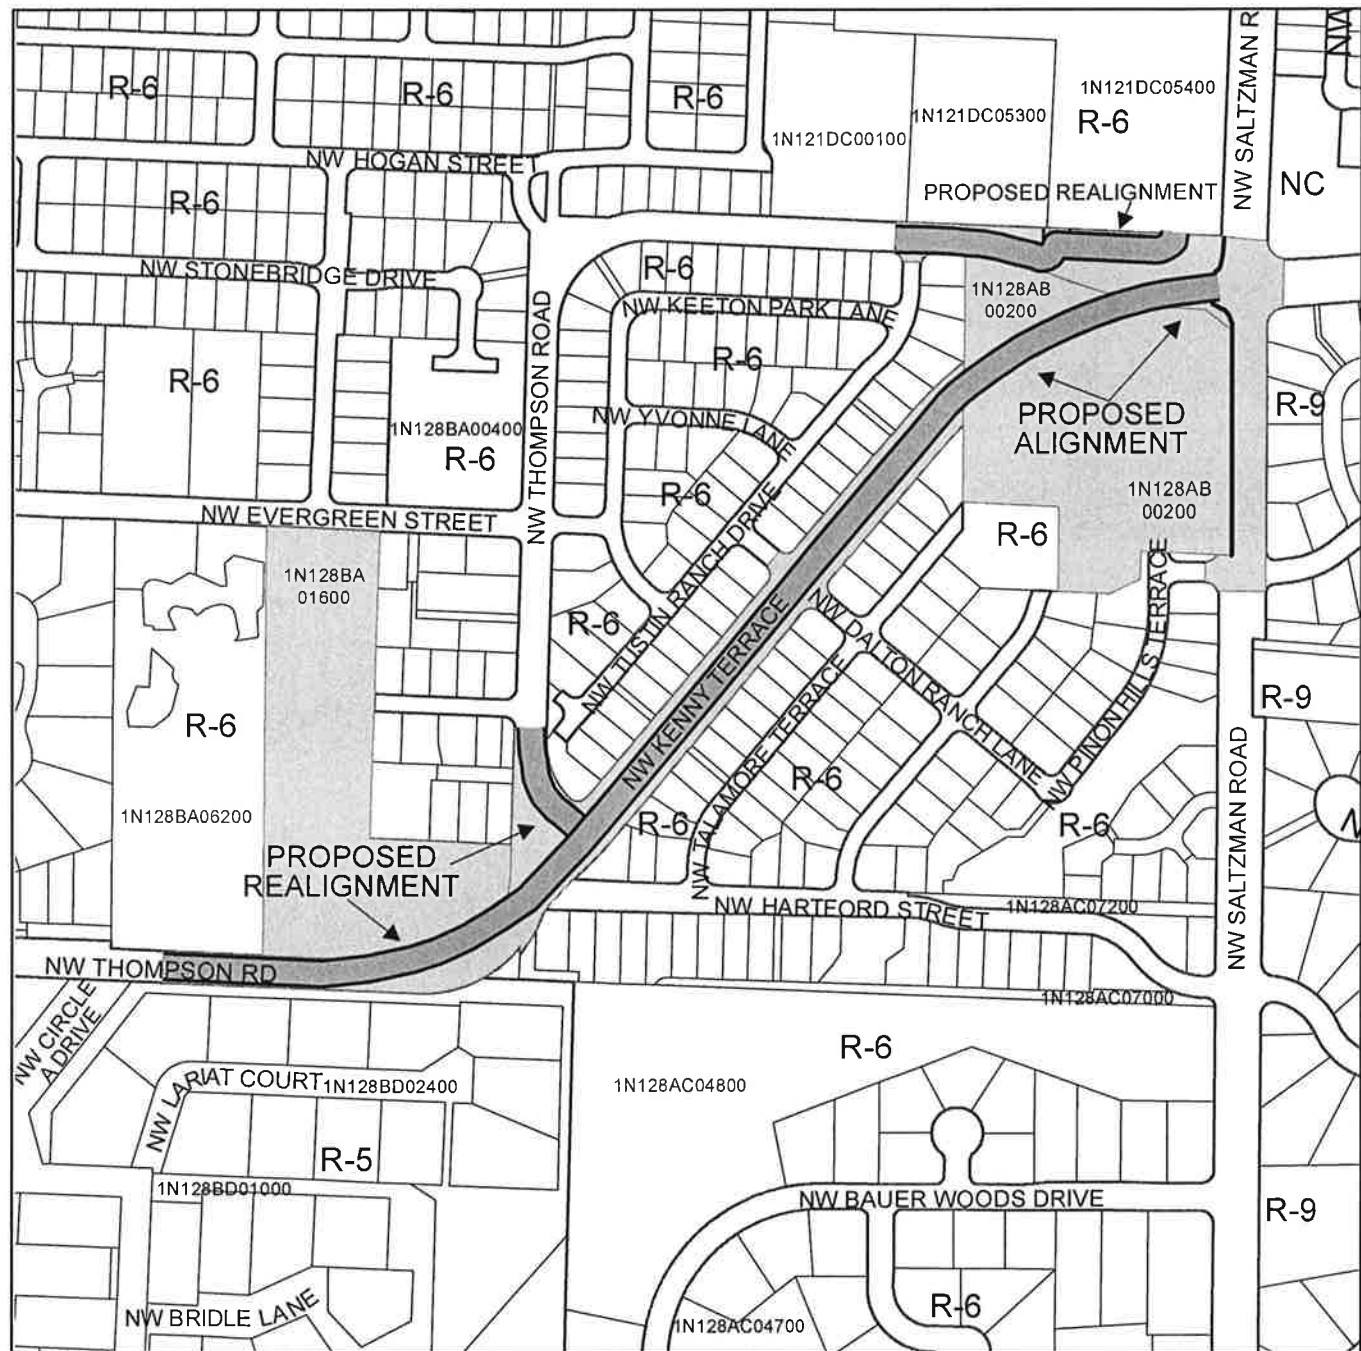 R-6
R-6
R-6
1N121DC05400
1N121DC05300
R-6
1N121DC00100
NW SALTZMAN R
NW
NW HOGAN STREET
NC
PROPOSED REALIGNMENT
R-6
NW STONEBRIDGE DRIVE
R-6
1N128AB
00200
NW KEETON PARK LANE
NW THOMPSON ROAD
R-6
R-6
PROPOSED
ALIGNMENT
R-9
NW YVONNE LANE
1N128BA00400
R-6
R-6
1N128AB
00200
NW EVERGREEN STREET
NW TUSTIN RANCH DRIVE
R-6
1N128BA
01600
R-6
NW KENNY TERRACE
NW DALTON RANCH LANE
NW TALAMORE TERRACE
NW PINON HILLS TERRACE
R-9
R-6
R-6
1N128BA06200
R-6
R-6
NW SALTZMAN ROAD
N
PROPOSED
REALIGNMENT
NW HARTFORD STREET
1N128AC07200
NW THOMPSON RD
1N128AC07000
NW CIRCLE
A DRIVE
R-6
NW LARIAT COURT
1N128BD02400
1N128AC04800
R-5
1N128BD01000
NW BAUER WOODS DRIVE
R-9
NW BRIDLE LANE
R-6
1N128AC04700